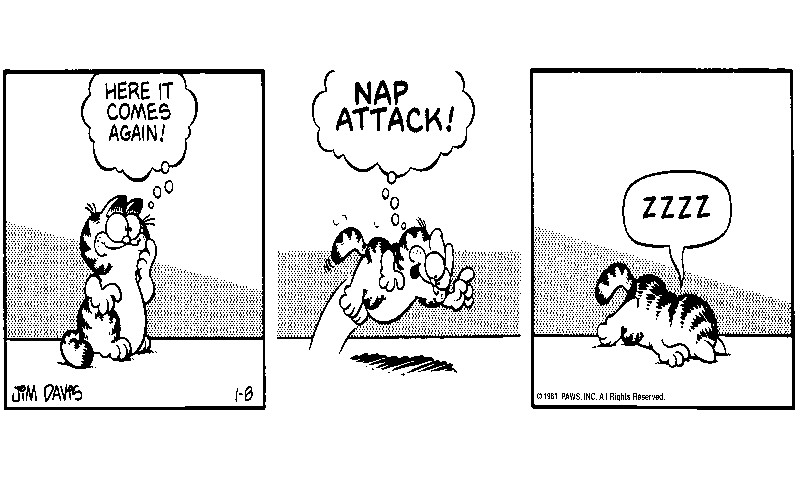 HERE IT
COMES
AGAIN!
JIM DAVIS
1-8
NAP
ATTACK!
ZZZZ
©1981 PAWS, INC. All Rights Reserved.